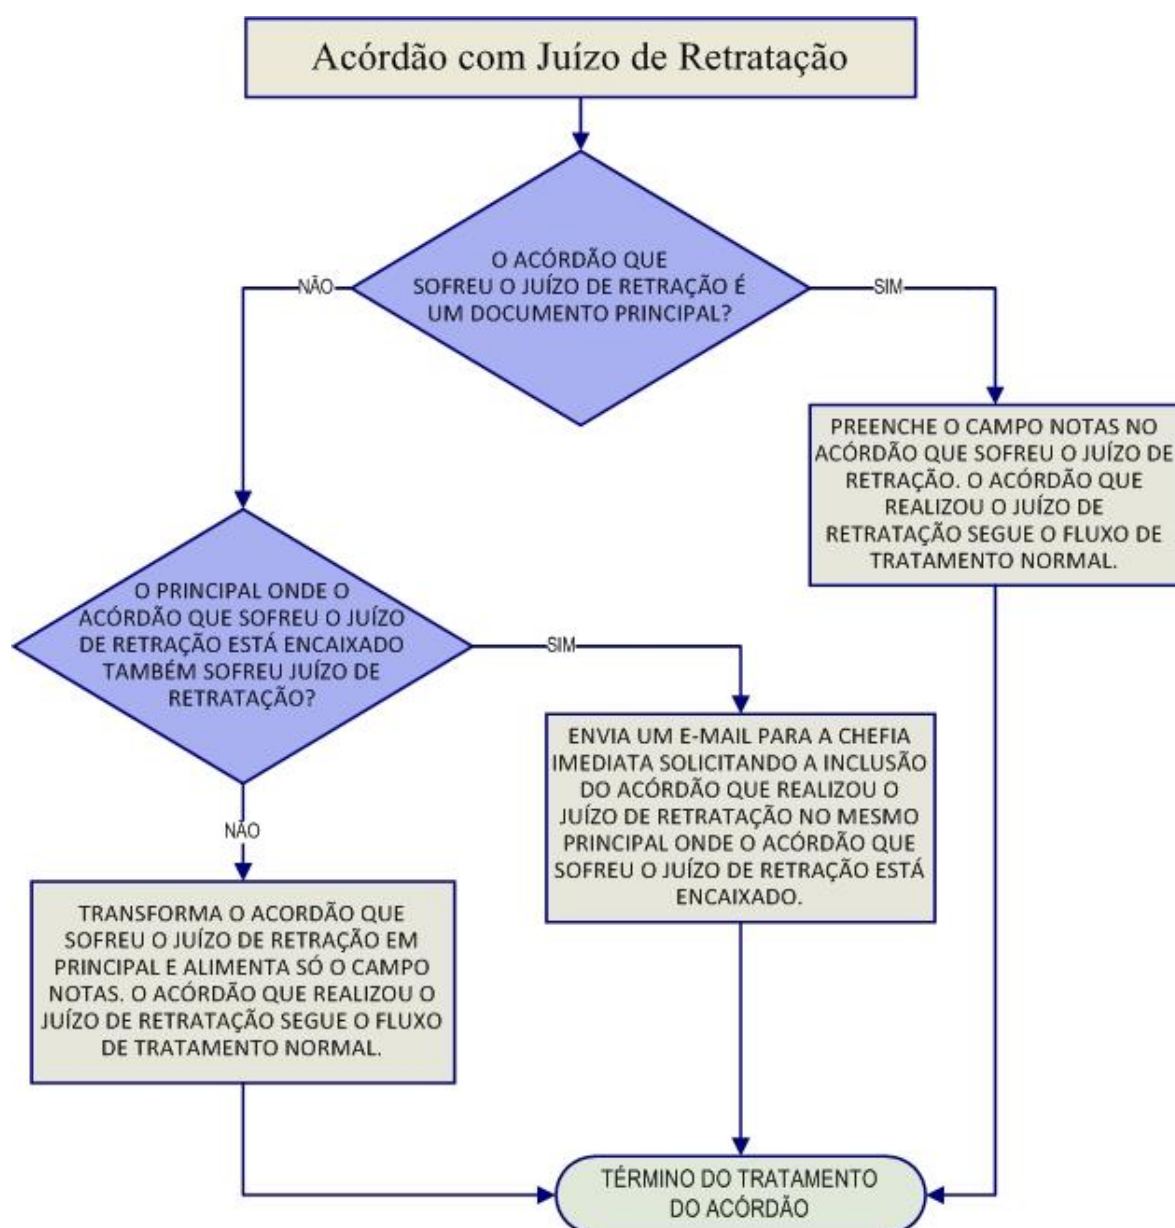 Acórdão com Juízo de Retratação
O ACÓRDÃO QUE
SOFREU O JUÍZO DE RETRAÇÃO É
UM DOCUMENTO PRINCIPAL?
NÃO
SIM
PREENCHE O CAMPO NOTAS NO
ACÓRDÃO QUE SOFREU O JUÍZO DE
RETRAÇÃO. O ACÓRDÃO QUE
REALIZOU O JUÍZO DE
RETRATAÇÃO SEGUE O FLUXO DE
TRATAMENTO NORMAL.
O PRINCIPAL ONDE O
ACÓRDÃO QUE SOFREU O JUÍZO
DE RETRAÇÃO ESTÁ ENCAIXADO
TAMBÉM SOFREU JUÍZO DE
RETRATAÇÃO?
SIM
ENVIA UM E-MAIL PARA A CHEFIA
IMEDIATA SOLICITANDO A INCLUSÃO
DO ACÓRDÃO QUE REALIZOU O
JUÍZO DE RETRATAÇÃO NO MESMO
PRINCIPAL ONDE O ACÓRDÃO QUE
SOFREU O JUÍZO DE RETRAÇÃO ESTÁ
ENCAIXADO.
NÃO
TRANSFORMA O ACORDÃO QUE
SOFREU O JUÍZO DE RETRAÇÃO EM
PRINCIPAL E ALIMENTA SÓ O CAMPO
NOTAS. O ACÓRDÃO QUE REALIZOU O
JUÍZO DE RETRATAÇÃO SEGUE O FLUXO
DE TRATAMENTO NORMAL.
TÉRMINO DO TRATAMENTO
DO ACÓRDÃO